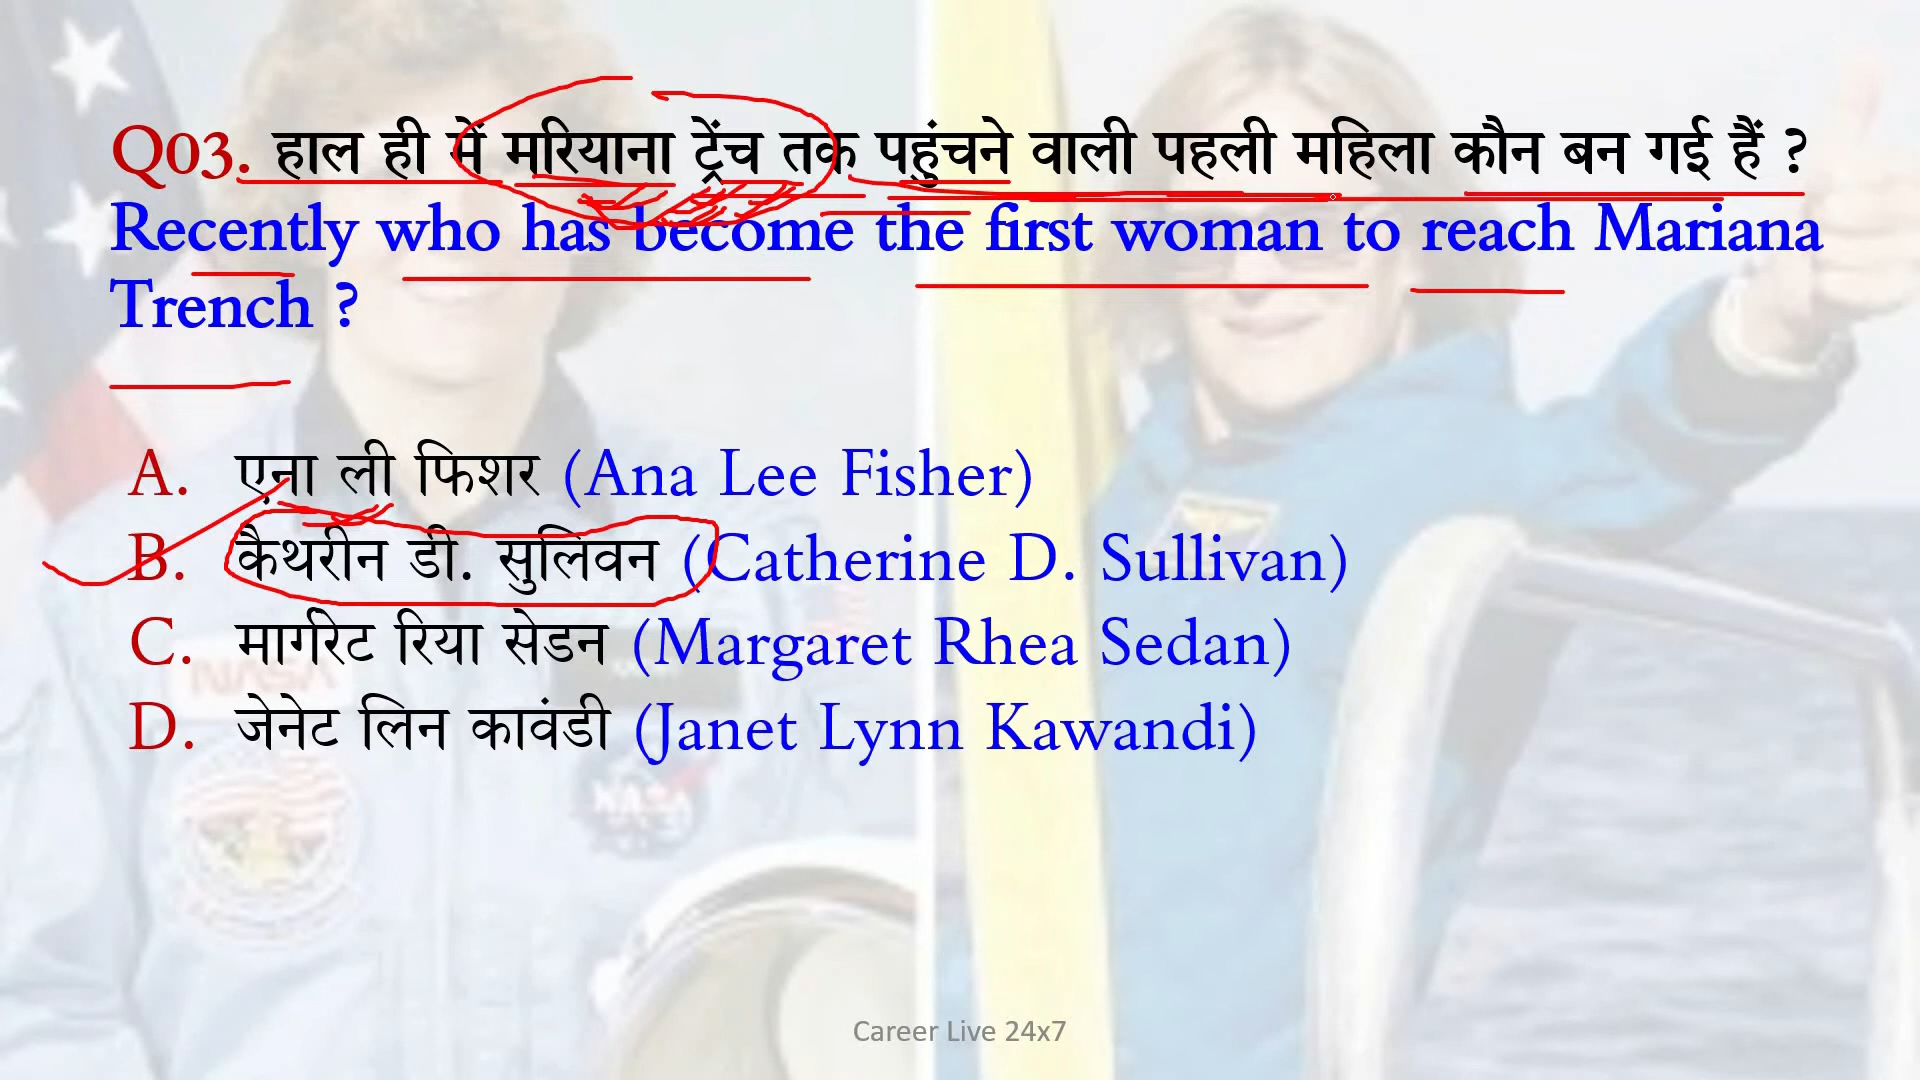 Q03. हाल ही में मरियाना ट्रेंच तक पहुंचने वाली पहली महिला कौन बन गई हैं ?
Recently who has become the first woman to reach Mariana
Trench ?
A. एना ली फिशर (Ana Lee Fisher)
B. कैथरीन डी. सुलिवन (Catherine D. Sullivan)
C. मार्गरेट रिया सेडन (Margaret Rhea Sedan)
NASA
D. जेनेट लिन कावंडी (Janet Lynn Kawandi)
NASA
Career Live 24x7